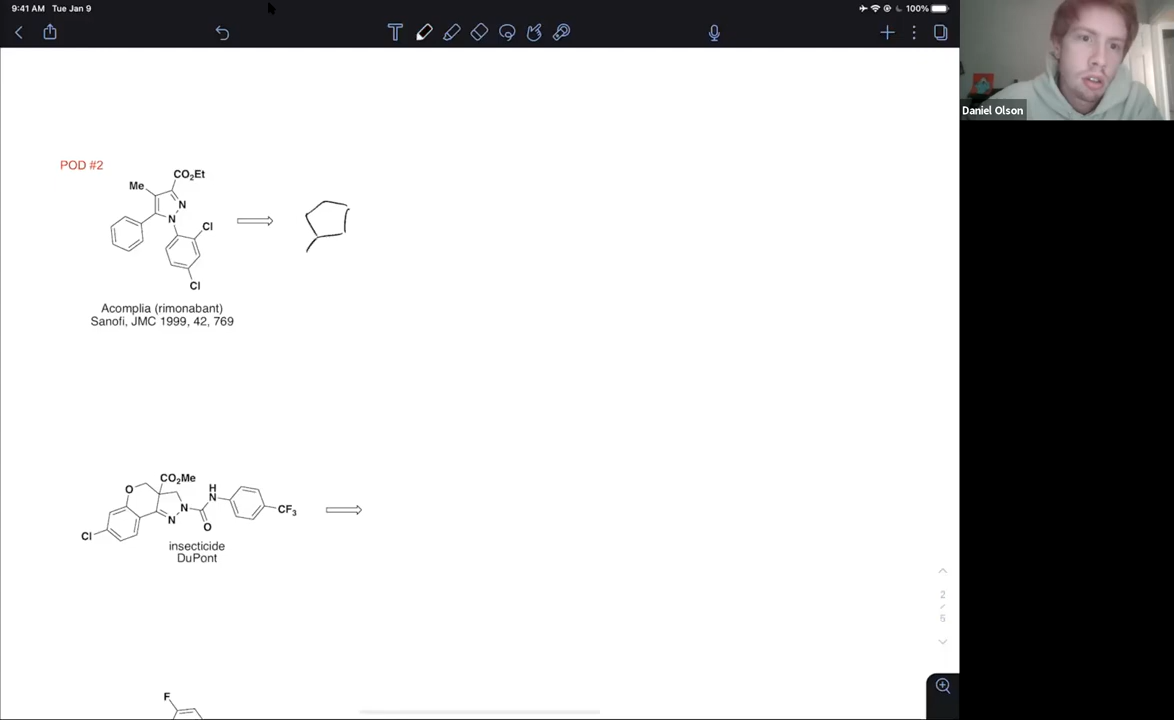 9:41 AM Tue Jan 9
100%
T
Daniel Olson
POD #2
CO2Et
Me
N
N
Cl
Cl
Acomplia (rimonabant)
Sanofi, JMC 1999, 42, 769
CO2Me
O
H
N
N
N
O
CF3
Cl
insecticide
DuPont
2
/
5
F